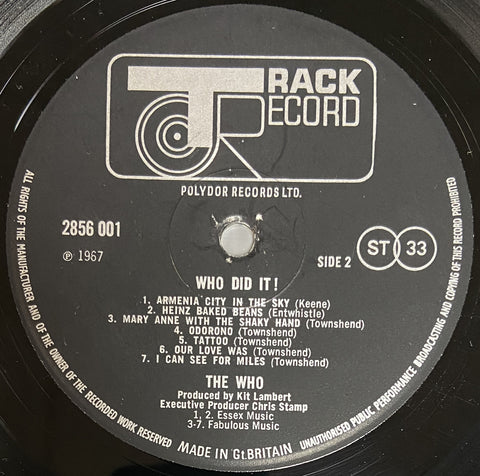 TRACK
RECORD
POLYDOR RECORDS LTD.
2856 001
℗ 1967
SIDE 2
ST 33
WHO DID IT!
1. ARMENIA CITY IN THE SKY (Keene)
2. HEINZ BAKED BEANS (Entwhistle)
3. MARY ANNE WITH THE SHAKY HAND (Townshend)
4. ODORONO (Townshend)
5. TATTOO (Townshend)
6. OUR LOVE WAS (Townshend)
7. I CAN SEE FOR MILES (Townshend)
THE WHO
Produced by Kit Lambert
Executive Producer Chris Stamp
1, 2. Essex Music
3-7. Fabulous Music
ALL RIGHTS OF THE MANUFACTURER AND OF THE OWNER OF THE RECORDED WORK RESERVED
MADE IN Gt.BRITAIN
UNAUTHORISED PUBLIC PERFORMANCE BROADCASTING AND COPYING OF THIS RECORD PROHIBITED